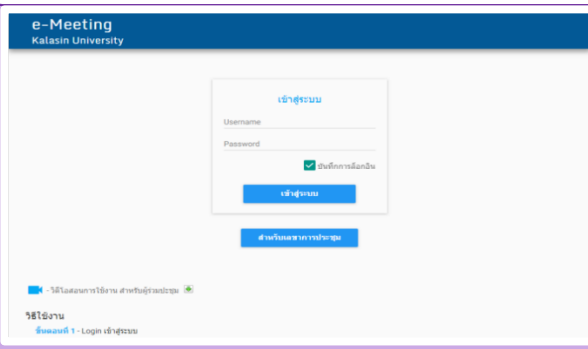 e-Meeting
Kalasin University
เข้าสู่ระบบ
Username
Password
บันทึกการล็อกอิน
เข้าสู่ระบบ
สำหรับเลขาการประชุม
- วิดีโอสอนการใช้งาน สำหรับผู้ร่วมประชุม
วิธีใช้งาน
ขั้นตอนที่ 1 - Login เข้าสู่ระบบ